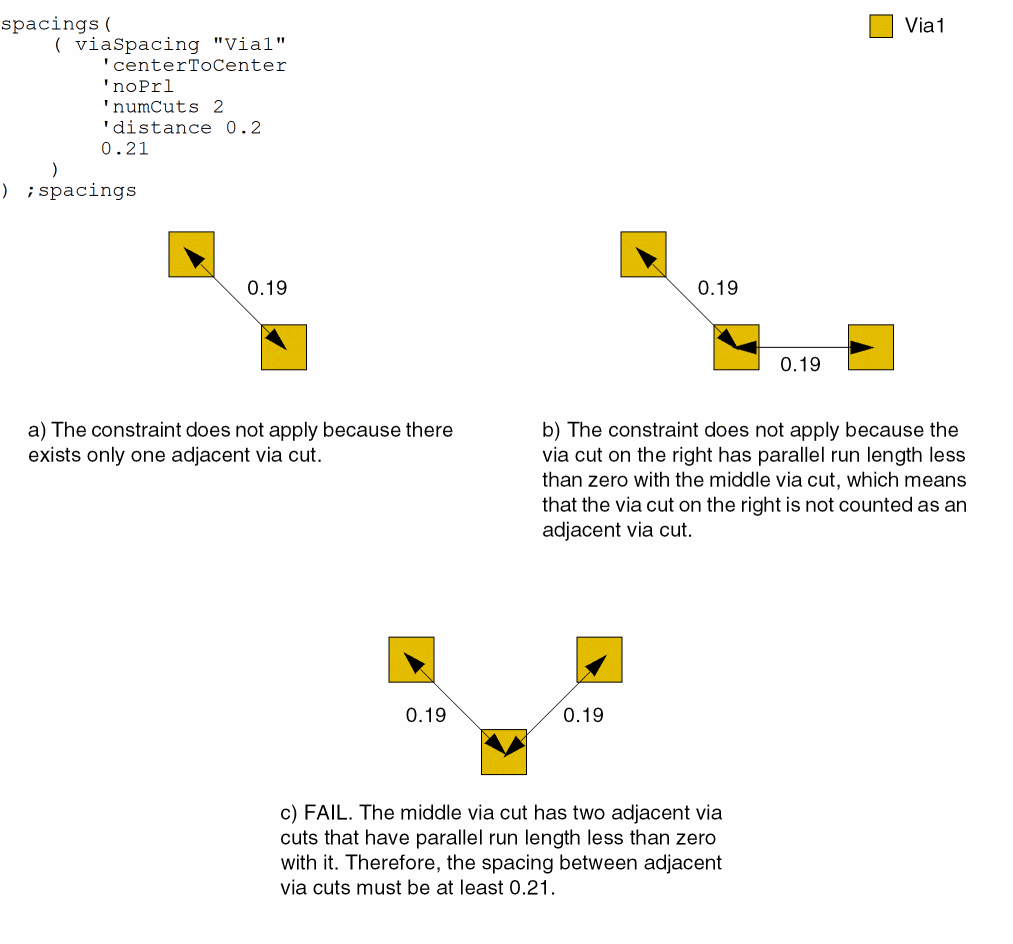 spacings(
( viaSpacing "Via1"
'centerToCenter
'noPrl
'numCuts 2
'distance 0.2
0.21
)
) ;spacings
Via1
0.19
0.19
0.19
a) The constraint does not apply because there
exists only one adjacent via cut.
b) The constraint does not apply because the
via cut on the right has parallel run length less
than zero with the middle via cut, which means
that the via cut on the right is not counted as an
adjacent via cut.
0.19
0.19
c) FAIL. The middle via cut has two adjacent via
cuts that have parallel run length less than zero
with it. Therefore, the spacing between adjacent
via cuts must be at least 0.21.